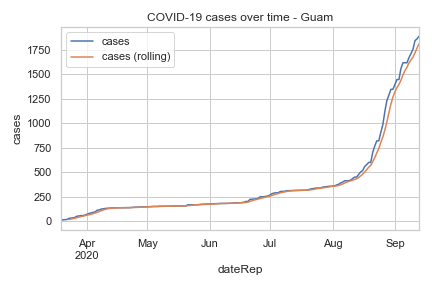 COVID-19 cases over time - Guam
cases
cases (rolling)
1750
1500
1250
1000
750
500
250
0
cases
Apr
2020
May
Jun
Jul
Aug
Sep
dateRep